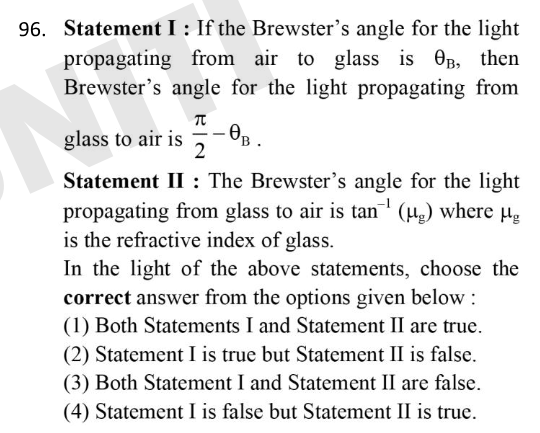 96. Statement I : If the Brewster's angle for the light
propagating from air to glass is θ_B, then
Brewster's angle for the light propagating from
glass to air is π/2 − θ_B .
Statement II : The Brewster's angle for the light
propagating from glass to air is tan⁻¹ (μ_g) where μ_g
is the refractive index of glass.
In the light of the above statements, choose the
correct answer from the options given below :
(1) Both Statements I and Statement II are true.
(2) Statement I is true but Statement II is false.
(3) Both Statement I and Statement II are false.
(4) Statement I is false but Statement II is true.